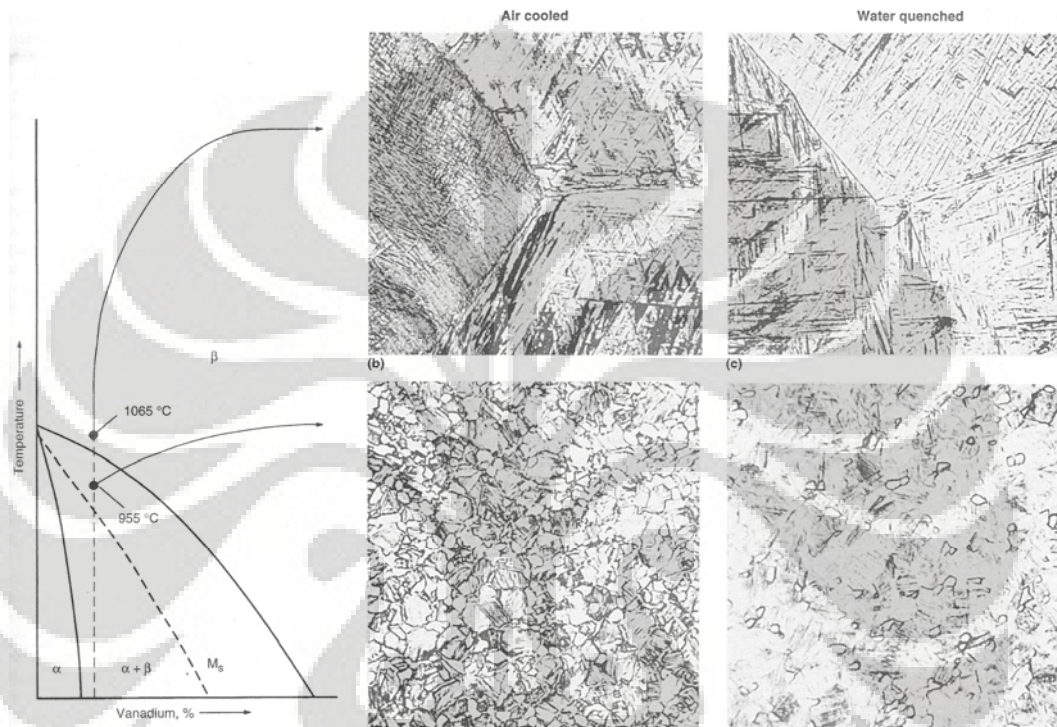 Air cooled
Water quenched
β
(b)
(c)
Temperature
1065 °C
955 °C
α
α + β
Ms
Vanadium, %